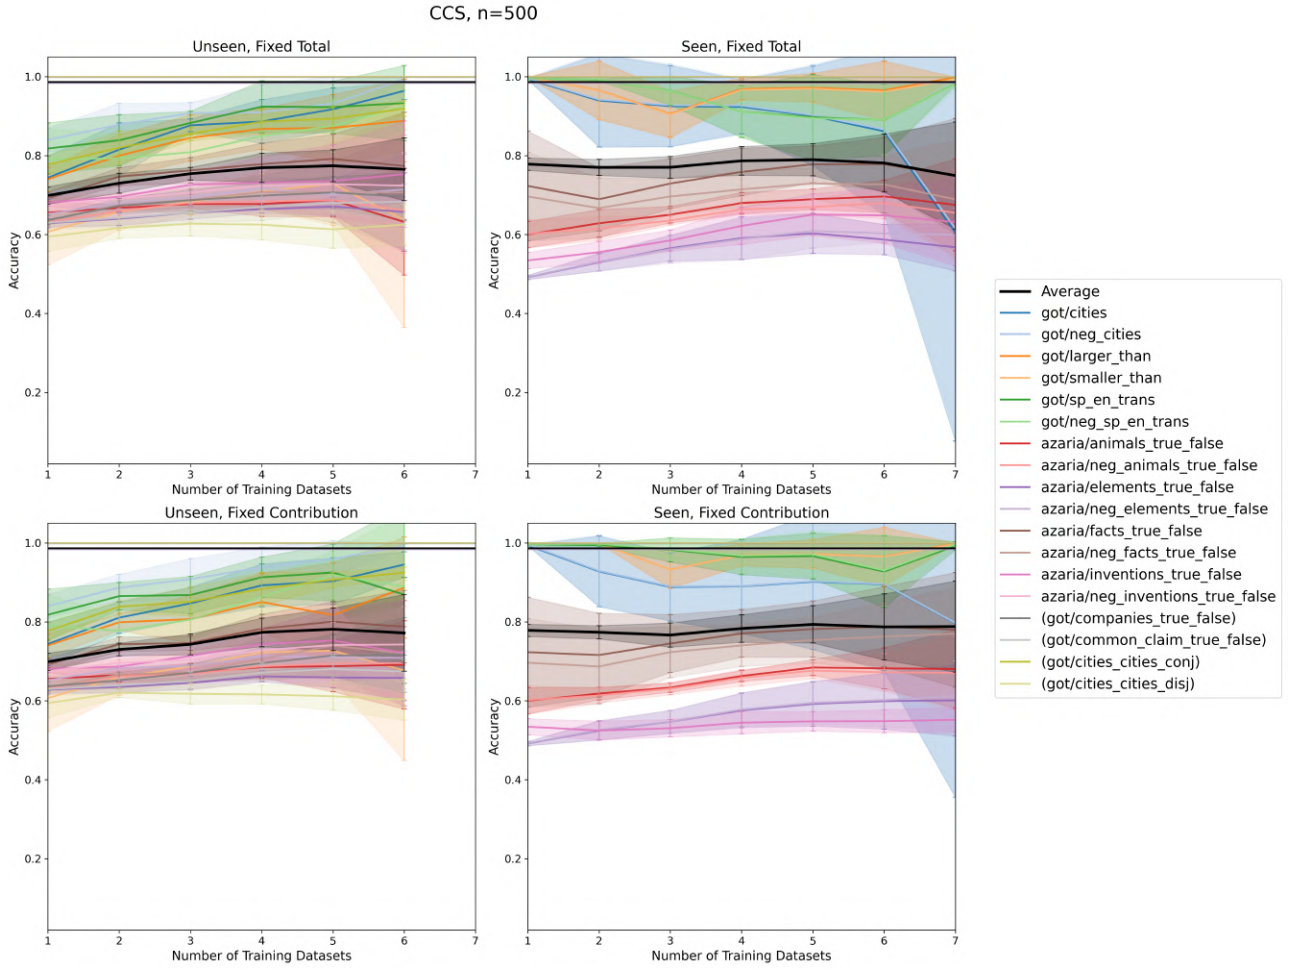 CCS, n=500
Unseen, Fixed Total
1.0
0.8
0.6
0.4
0.2
Accuracy
1 2 3 4 5 6 7
Number of Training Datasets
Seen, Fixed Total
1.0
0.8
0.6
0.4
0.2
Accuracy
1 2 3 4 5 6 7
Number of Training Datasets
Unseen, Fixed Contribution
1.0
0.8
0.6
0.4
0.2
Accuracy
1 2 3 4 5 6 7
Number of Training Datasets
Seen, Fixed Contribution
1.0
0.8
0.6
0.4
0.2
Accuracy
1 2 3 4 5 6 7
Number of Training Datasets
Average
got/cities
got/neg_cities
got/larger_than
got/smaller_than
got/sp_en_trans
got/neg_sp_en_trans
azaria/animals_true_false
azaria/neg_animals_true_false
azaria/elements_true_false
azaria/neg_elements_true_false
azaria/facts_true_false
azaria/neg_facts_true_false
azaria/inventions_true_false
azaria/neg_inventions_true_false
(got/companies_true_false)
(got/common_claim_true_false)
(got/cities_cities_conj)
(got/cities_cities_disj)